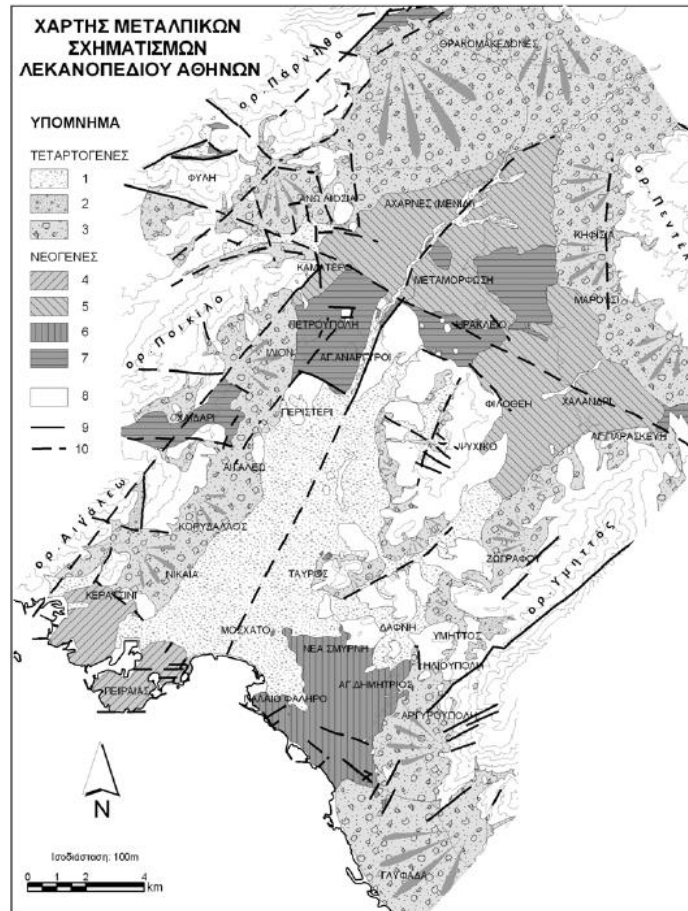 ΧΑΡΤΗΣ ΜΕΤΑΛΠΙΚΩΝ
ΣΧΗΜΑΤΙΣΜΩΝ
ΛΕΚΑΝΟΠΕΔΙΟΥ ΑΘΗΝΩΝ
ΥΠΟΜΝΗΜΑ
ΤΕΤΑΡΤΟΓΕΝΕΣ
1
2
3
ΝΕΟΓΕΝΕΣ
4
5
6
7
8
9
10
ορ. Πάρνηθα
ΘΡΑΚΟΜΑΚΕΔΟΝΕΣ
ΦΥΛΗ
ΑΝΩ ΛΙΟΣΙΑ
ΑΧΑΡΝΕΣ (ΜΕΝΙΔΙ)
ορ. Πεντέλ
ΚΗΦΙΣΙΑ
ΚΑΜΑΤΕΡΟ
ΜΕΤΑΜΟΡΦΩΣΗ
ΜΑΡΟΥΣΙ
ορ. Ποικίλο
ΠΕΤΡΟΥΠΟΛΗ
ΗΡΑΚΛΕΙΟ
ΙΛΙΟΝ
ΑΓ.ΑΝΑΡΓΥΡΟΙ
ΦΙΛΟΘΕΗ
ΧΑΛΑΝΔΡΙ
ΠΕΡΙΣΤΕΡΙ
ΧΑΙΔΑΡΙ
ΨΥΧΙΚΟ
ΑΓ.ΠΑΡΑΣΚΕΥΗ
ΑΙΓΑΛΕΩ
ορ. Αιγάλεω
ΚΟΡΥΔΑΛΛΟΣ
ΖΩΓΡΑΦΟΥ
ορ. Υμηττός
ΝΙΚΑΙΑ
ΤΑΥΡΟΣ
ΚΕΡΑΤΣΙΝΙ
ΔΑΦΝΗ
ΥΜΗΤΤΟΣ
ΜΟΣΧΑΤΟ
ΝΕΑ ΣΜΥΡΝΗ
ΗΛΙΟΥΠΟΛΗ
ΠΕΙΡΑΙΑΣ
ΠΑΛΑΙΟ ΦΑΛΗΡΟ
ΑΓ.ΔΗΜΗΤΡΙΟΣ
ΑΡΓΥΡΟΥΠΟΛΗ
N
Ισοδιάσταση: 100m
0 1 2 4
km
ΓΛΥΦΑΔΑ